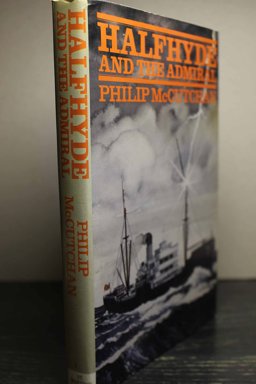 HALFHYDE
AND THE ADMIRAL
PHILIP McCUTCHAN
HALFHYDE
AND THE ADMIRAL
PHILIP
McCUTCHAN